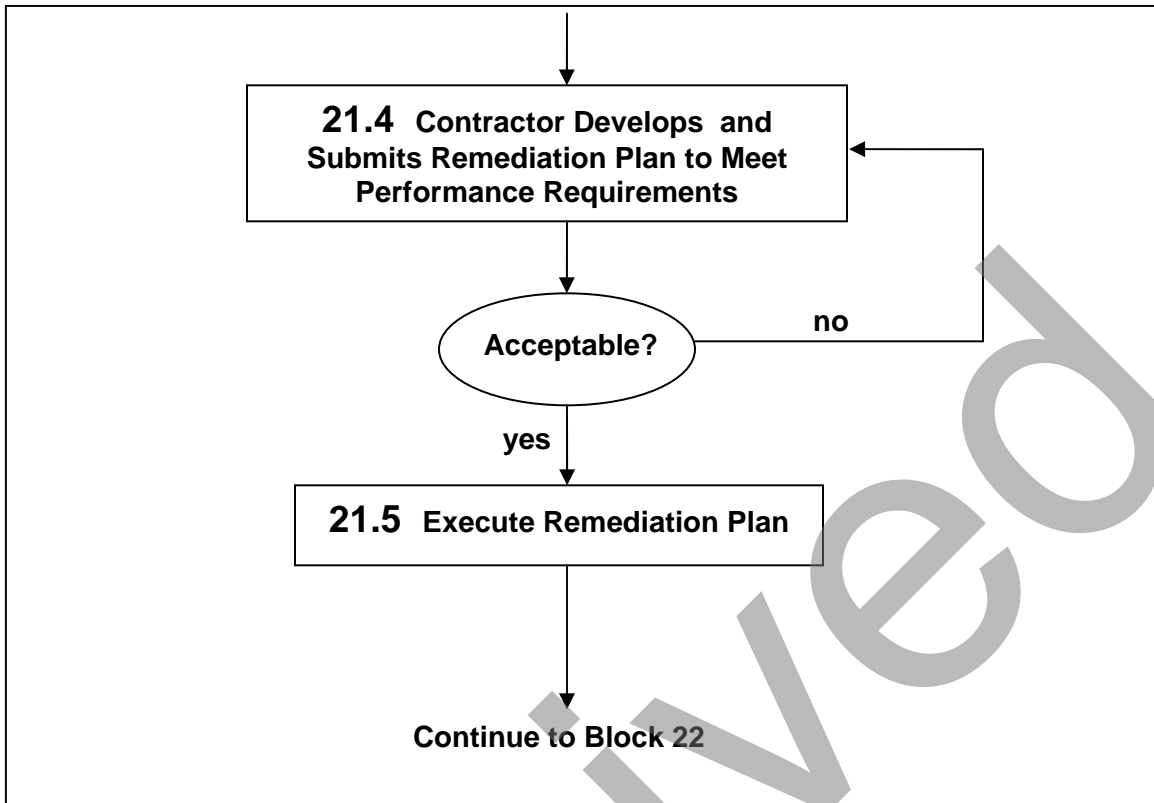 21.4 Contractor Develops and
Submits Remediation Plan to Meet
Performance Requirements
Acceptable?
no
yes
21.5 Execute Remediation Plan
Continue to Block 22
ived